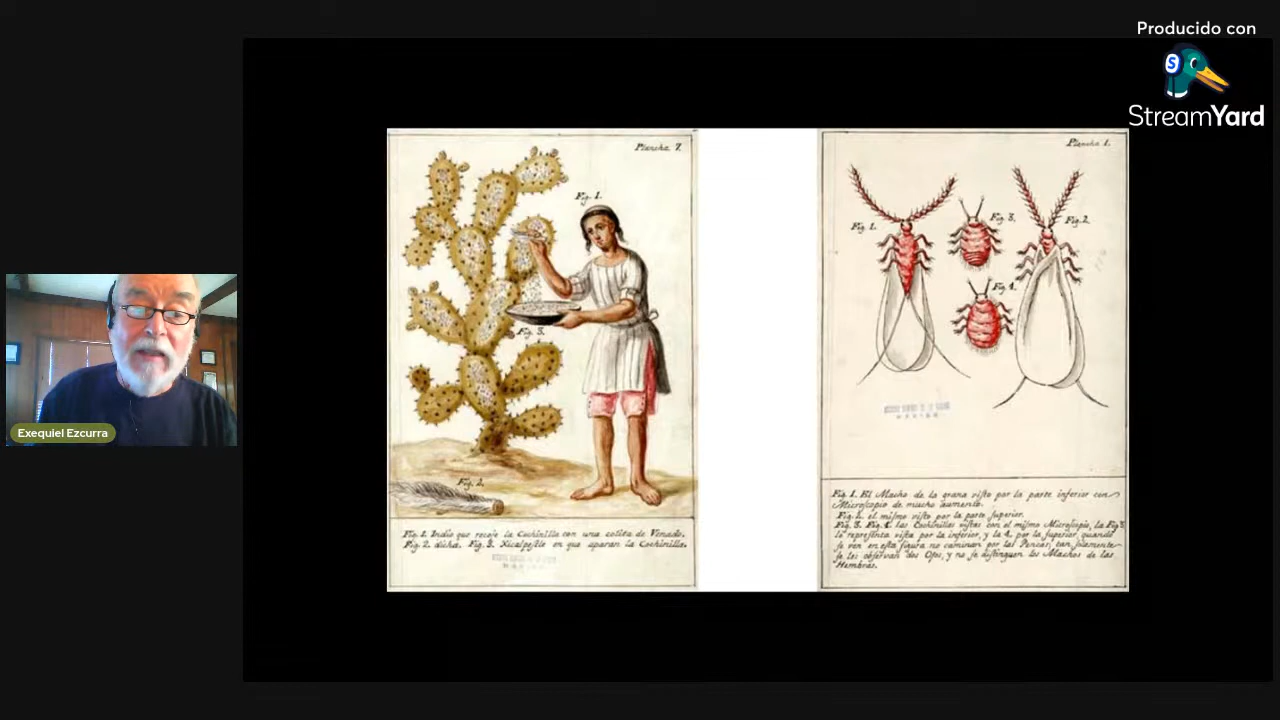 Producido con
StreamYard
Exequiel Ezcurra
Plancha 7.
Fig. 1.
Fig. 3.
Fig. 2.
Fig. 1. Indio que recoje la Cochinilla con una colita de Venado.
Fig. 2. dicha. Fig. 3. Xicalpestle en que aparan la Cochinilla.
Plancha 1.
Fig. 1.
Fig. 3.
Fig. 2.
Fig. 4.
Fig. 1. El Macho de la grana visto por la parte inferior con
Microscopio de mucho aumento.
Fig. 2. el mismo visto por la parte superior.
Fig. 3. Fig. 4. las Cochinillas vistas con el mismo Microscopio, la Fig. 3
lo representa vista por la inferior, y la 4. por la superior, quando
se ven en esta figura no caminan por las Pencas, tan solamente
se les observan dos Ojos, y no se distinguen los Machos de las
Hembras.